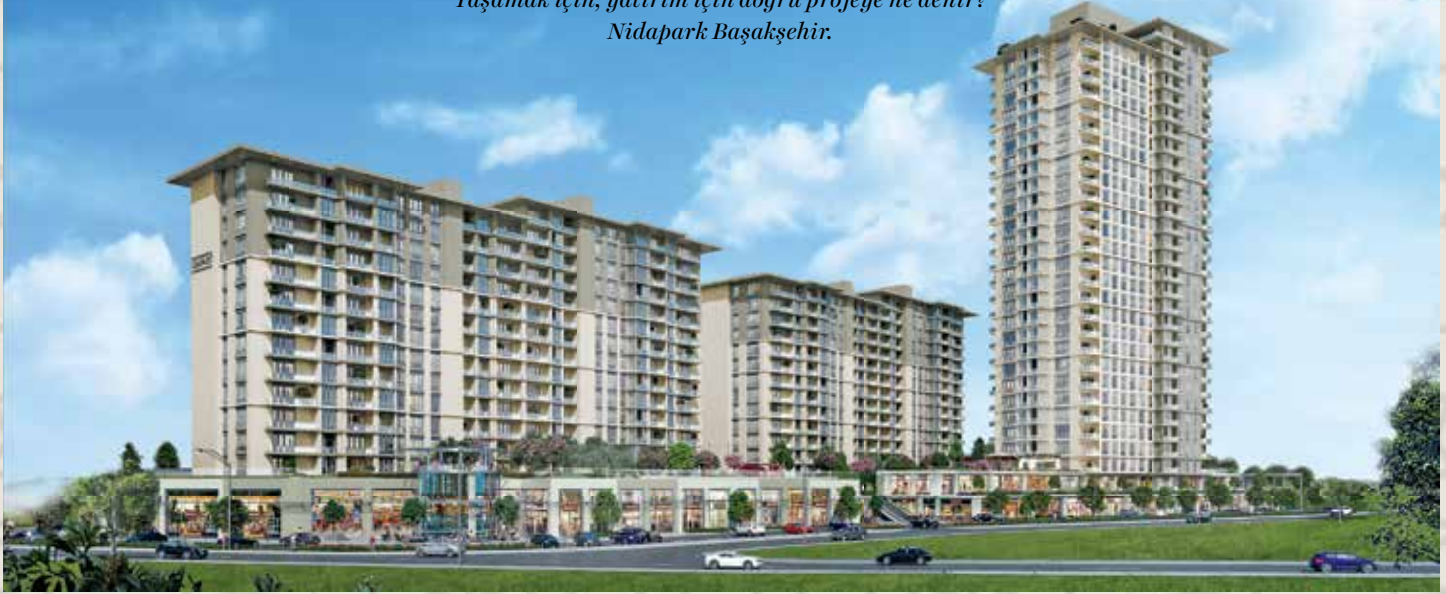 Yaşamak için, yatırım için doğru projeye ne denir?
Nidapark Başakşehir.